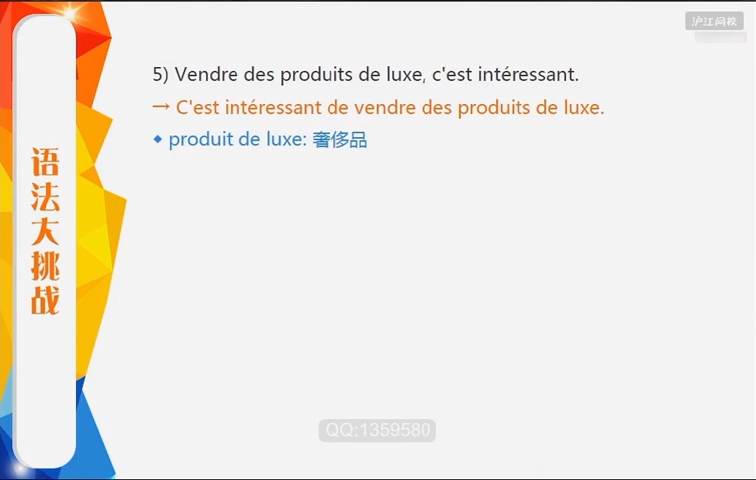 沪江网校
5) Vendre des produits de luxe, c'est intéressant.
→ C'est intéressant de vendre des produits de luxe.
◆ produit de luxe: 奢侈品
语法大挑战
QQ:1359580